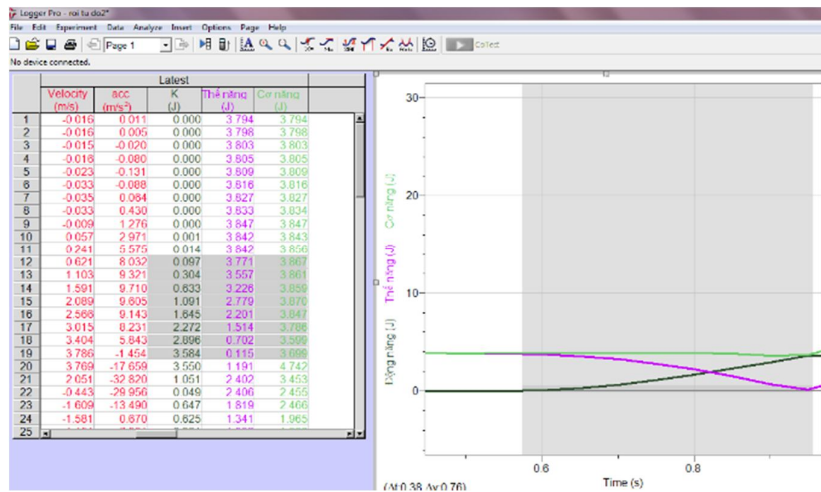 Logger Pro - roi tu do2*
File Edit Experiment Data Analyze Insert Options Page Help
Page 1
Collect
No device connected.
Latest
Velocity (m/s) acc (m/s²) K (J) Thế năng (J) Cơ năng (J)
1 -0.016 0.011 0.000 3.794 3.794
2 -0.016 0.005 0.000 3.798 3.798
3 -0.015 -0.020 0.000 3.803 3.803
4 -0.016 -0.080 0.000 3.805 3.805
5 -0.023 -0.131 0.000 3.809 3.809
6 -0.033 -0.088 0.000 3.816 3.816
7 -0.035 0.064 0.000 3.827 3.827
8 -0.033 0.430 0.000 3.833 3.834
9 -0.009 1.276 0.000 3.847 3.847
10 0.057 2.971 0.001 3.842 3.843
11 0.241 5.575 0.014 3.842 3.856
12 0.621 8.032 0.097 3.771 3.867
13 1.103 9.321 0.304 3.557 3.861
14 1.591 9.710 0.633 3.226 3.859
15 2.089 9.605 1.091 2.779 3.870
16 2.566 9.143 1.645 2.201 3.847
17 3.015 8.231 2.272 1.514 3.786
18 3.404 5.843 2.896 0.702 3.599
19 3.786 -1.454 3.584 0.115 3.699
20 3.769 -17.659 3.550 1.191 4.742
21 2.051 -32.820 1.051 2.402 3.453
22 -0.443 -29.956 0.049 2.406 2.455
23 -1.609 -13.490 0.647 1.819 2.466
24 -1.581 0.670 0.625 1.341 1.965
25
30
20
10
0
Cơ năng (J)
Thế năng (J)
Động năng (J)
0.6 0.8
Time (s)
(Δt:0.38 Δy:0.76)